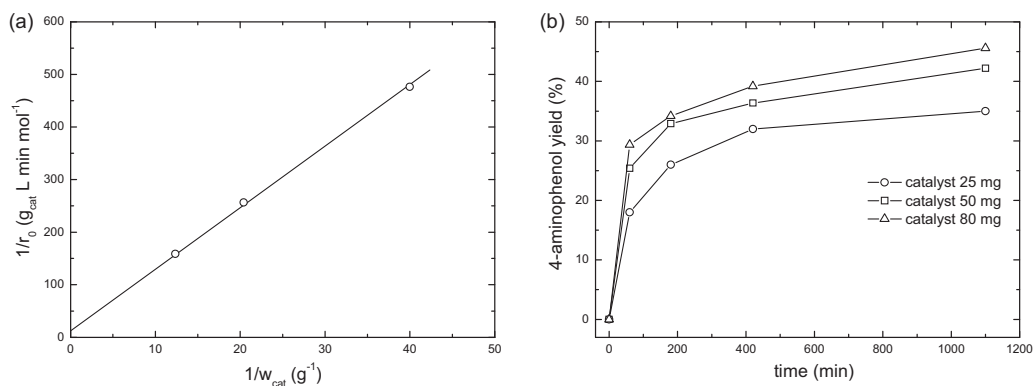 (a)
600
500
400
300
200
100
0
1/r₀ (g_cat L min mol⁻¹)
0 10 20 30 40 50
1/w_cat (g⁻¹)
(b)
50
40
30
20
10
0
4-aminophenol yield (%)
catalyst 25 mg
catalyst 50 mg
catalyst 80 mg
0 200 400 600 800 1000 1200
time (min)